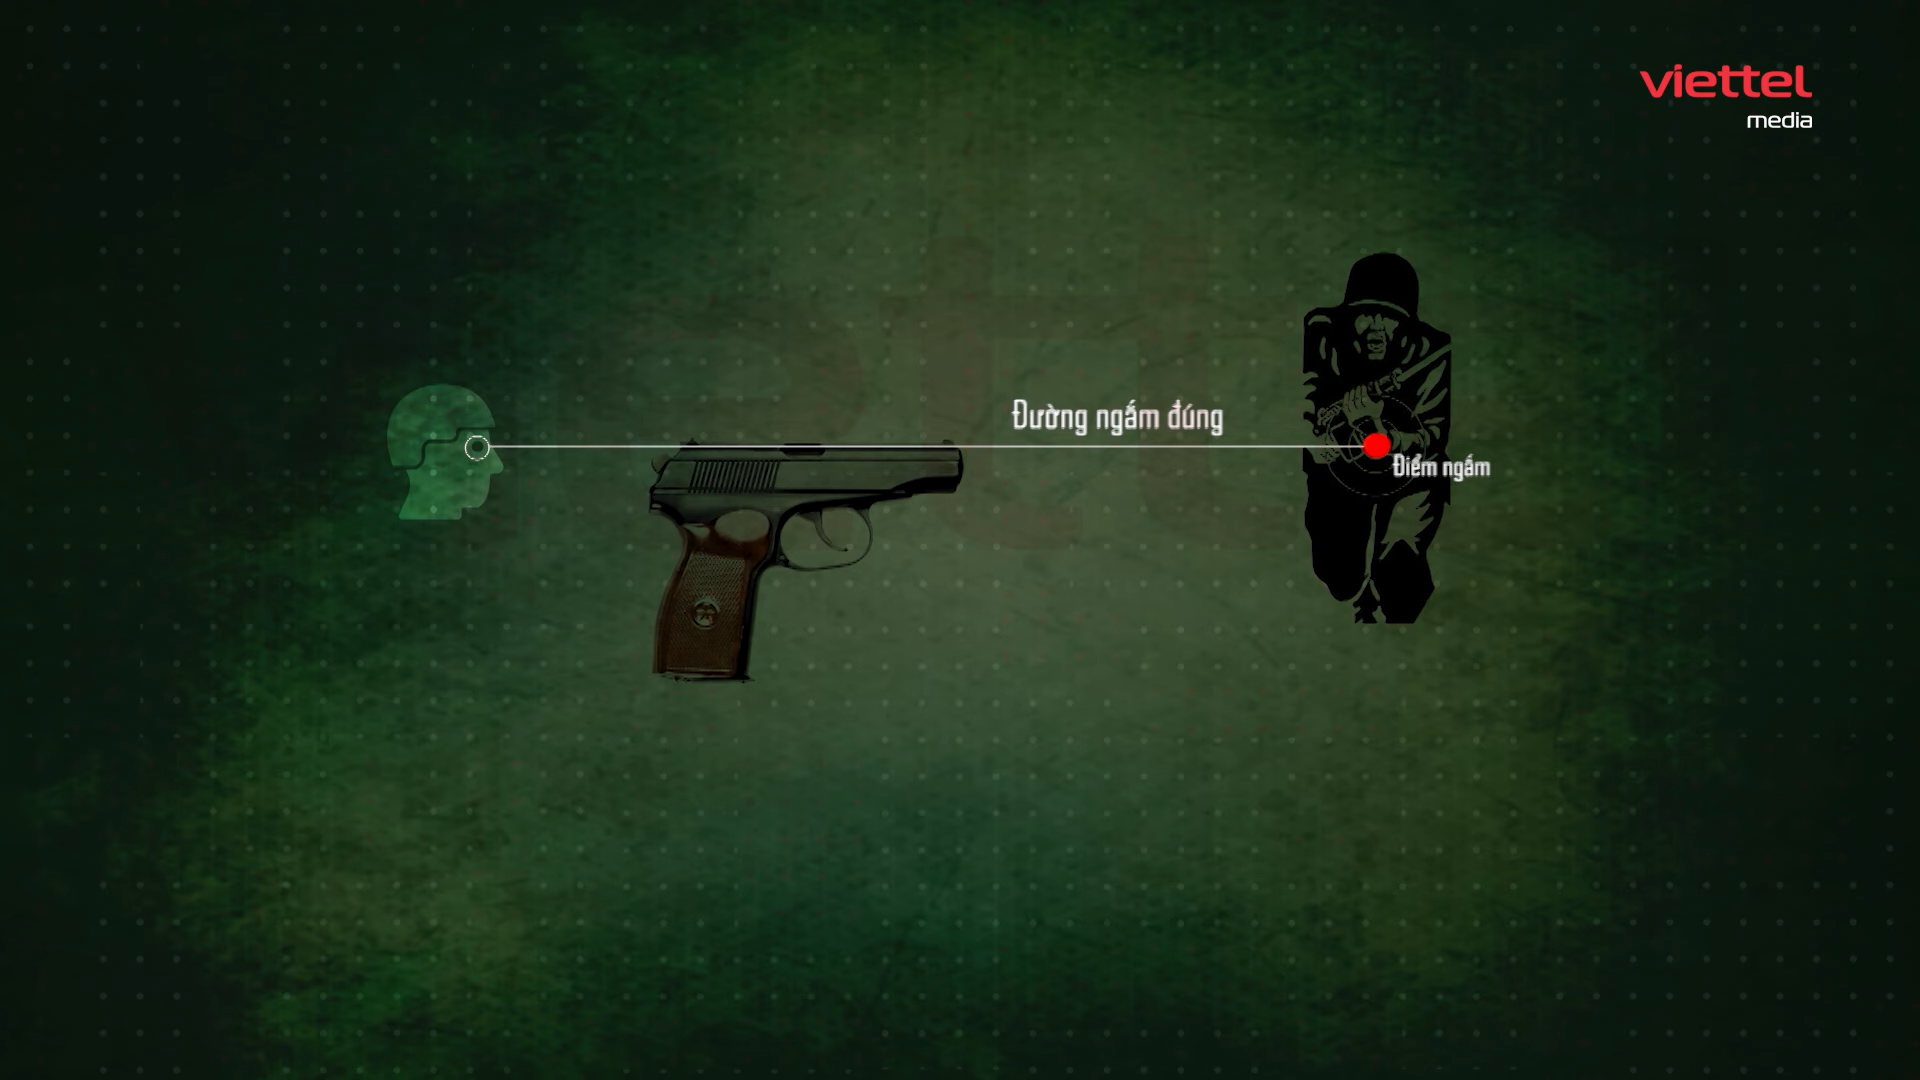 viettel
media
Đường ngắm đúng
Điểm ngắm